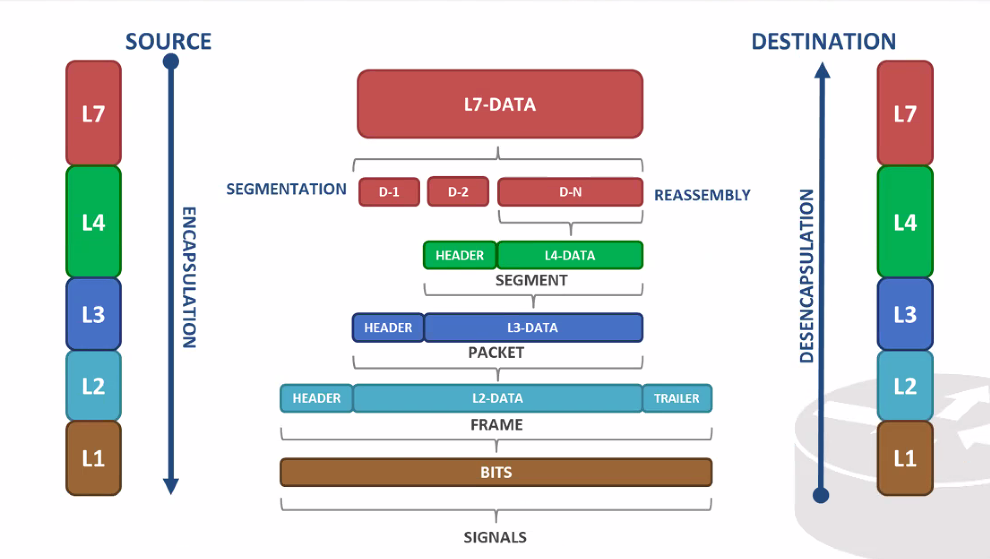 SOURCE
DESTINATION
L7
L7-DATA
L7
SEGMENTATION
D-1
D-2
D-N
REASSEMBLY
L4
HEADER
L4-DATA
L4
SEGMENT
ENCAPSULATION
DESENCAPSULATION
L3
HEADER
L3-DATA
L3
PACKET
L2
HEADER
L2-DATA
TRAILER
L2
FRAME
L1
BITS
L1
SIGNALS